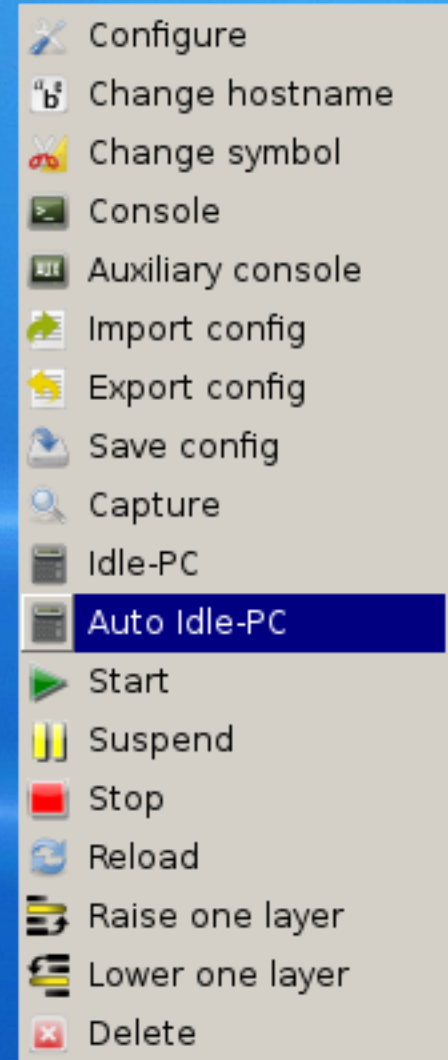 Configure
Change hostname
Change symbol
Console
Auxiliary console
Import config
Export config
Save config
Capture
Idle-PC
Auto Idle-PC
Start
Suspend
Stop
Reload
Raise one layer
Lower one layer
Delete